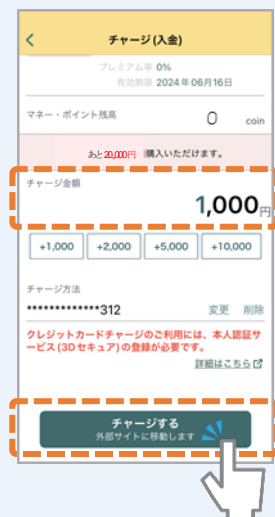 チャージ(入金)
プレミアム率 0%
有効期限 2024年06月16日
マネー・ポイント残高 0 coin
あと20,000円 購入いただけます。
チャージ金額
1,000円
+1,000 +2,000 +5,000 +10,000
チャージ方法
*************312 変更 削除
クレジットカードチャージのご利用には、本人認証サ
ービス(3Dセキュア)の登録が必要です。
詳細はこちら
チャージする
外部サイトに移動します